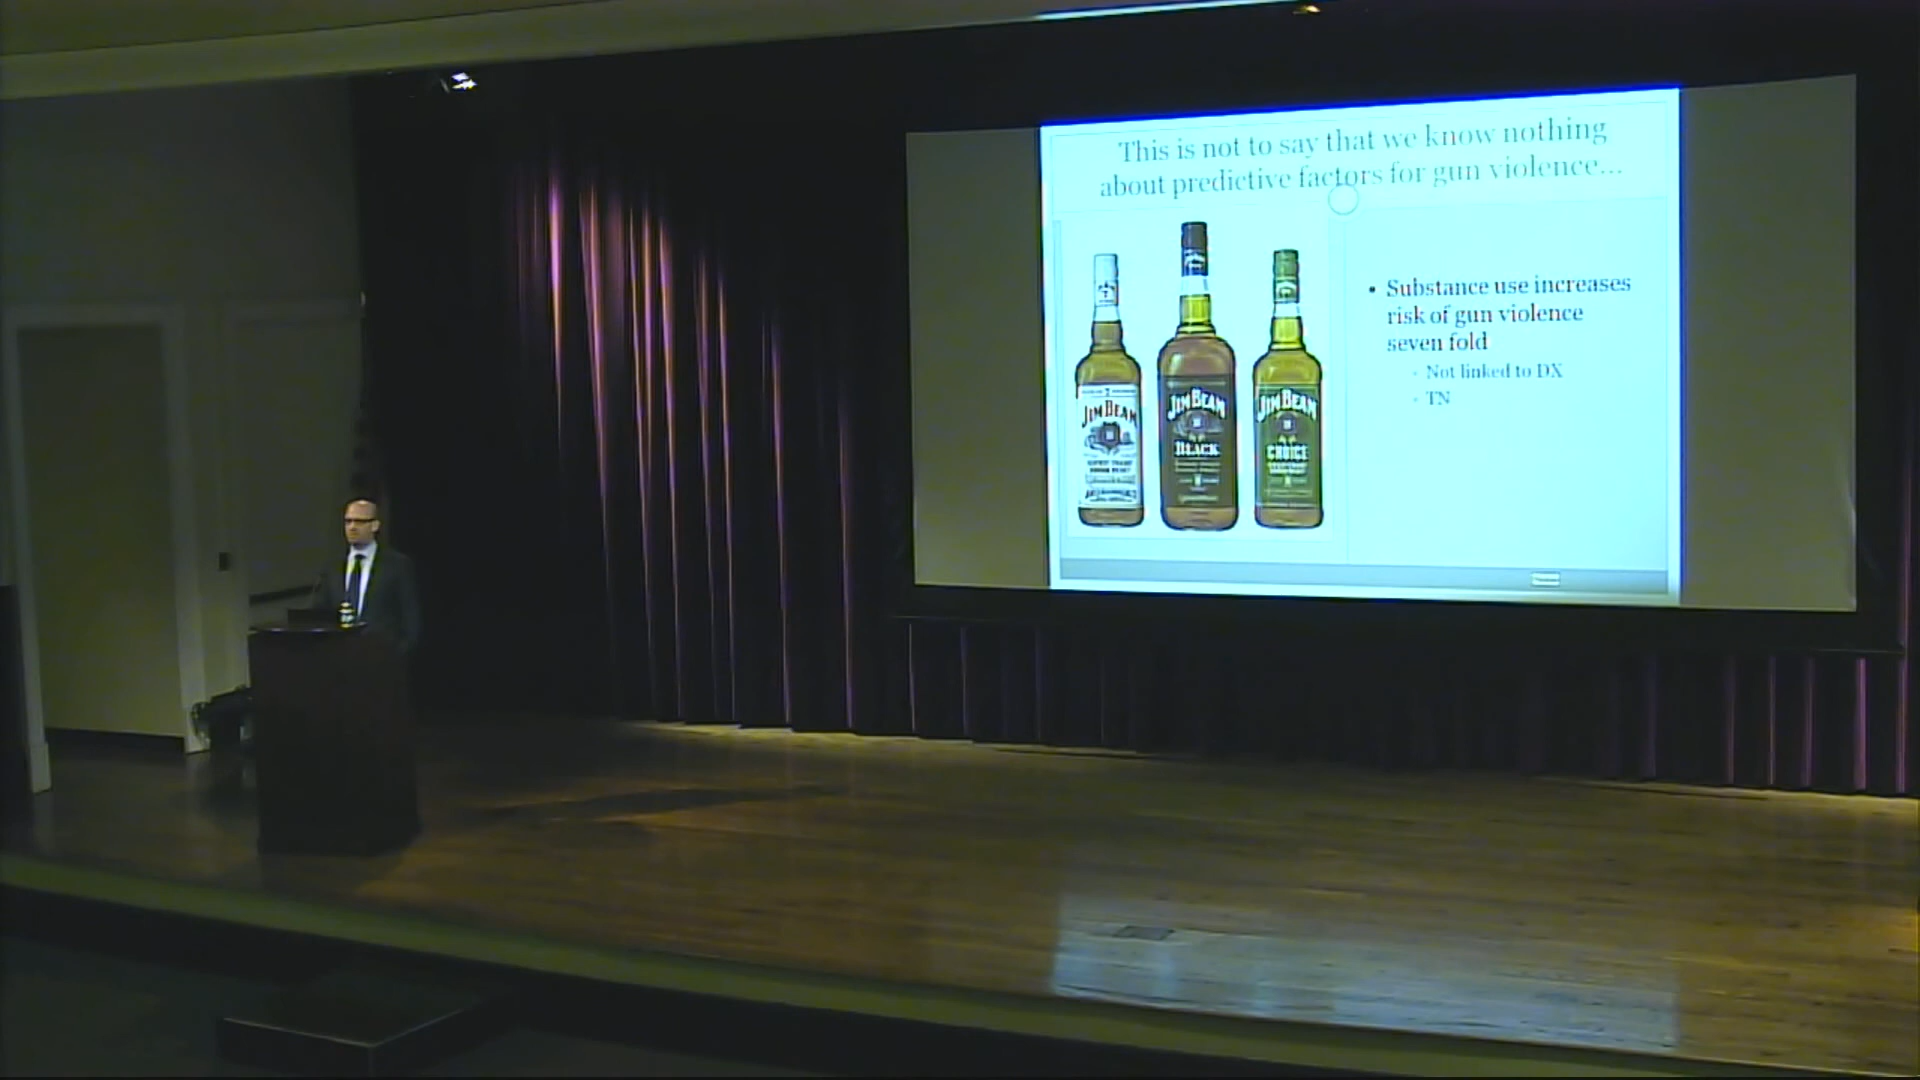 This is not to say that we know nothing
about predictive factors for gun violence...
Substance use increases
risk of gun violence
seven fold
Not linked to DX
TN
JIM BEAM
JIM BEAM
BLACK
JIM BEAM
CHOICE